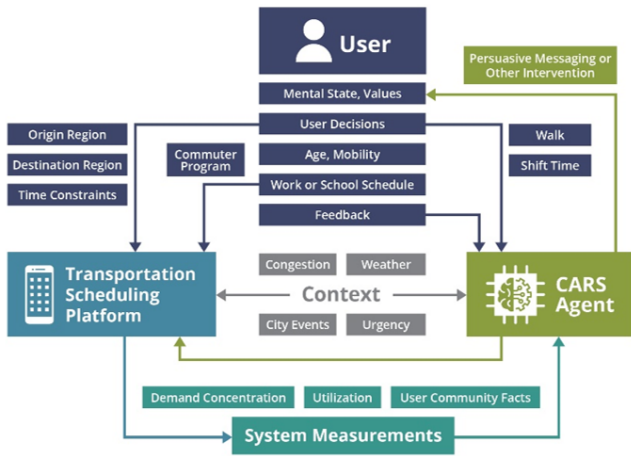 User
Persuasive Messaging or
Other Intervention
Mental State, Values
Origin Region
User Decisions
Walk
Commuter
Program
Destination Region
Age, Mobility
Shift Time
Time Constraints
Work or School Schedule
Feedback
Transportation
Scheduling
Platform
Congestion
Weather
Context
City Events
Urgency
CARS
Agent
Demand Concentration
Utilization
User Community Facts
System Measurements